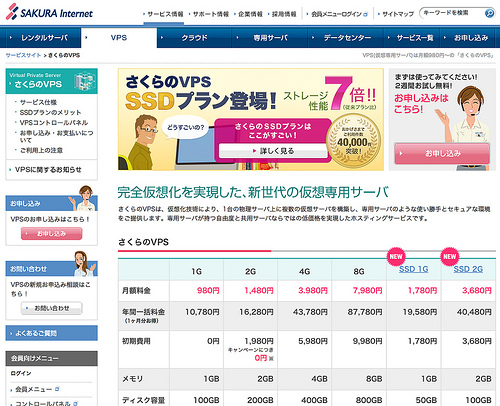 SAKURA Internet
サービス情報 サポート情報 企業情報 採用情報 会員メニューログイン サイトマップ キーワードを検索
レンタルサーバ VPS クラウド 専用サーバ データセンター サービス一覧 お申し込み
サービスサイト > さくらのVPS
VPS(仮想専用サーバ)は月額980円〜の「さくらのVPS」
Virtual Private Server
さくらのVPS
サービス仕様
SSDプランのメリット
VPSコントロールパネル
お申し込み・お支払いについて
ご利用上の注意
VPSに関するお知らせ
さくらのVPS
SSDプラン登場!
ストレージ性能 7倍!!
(従来プラン比)
どうすごいの?
さくらのSSDプランは
ここがすごい!
詳しく見る
おかげさまで
ご利用件数
40,000件
突破!
まずは使ってみてください!
2週間お試し無料!
お申し込みは
こちら!
お申し込み
完全仮想化を実現した、新世代の仮想専用サーバ
さくらのVPSは、仮想化技術により、1台の物理サーバ上に複数の仮想サーバを構築し、専用サーバのような使い勝手とセキュアな環境
をご提供します。専用サーバが持つ自由度と共用サーバならではの低価格を実現したホスティングサービスです。
お申し込み
VPSのお申し込みはこちら!
お申し込み
お問い合わせ
VPSの新規お申込み相談はこちら!
お問い合わせ
よくあるご質問
会員向けメニュー
ログイン
会員メニュー
コントロールパネル
さくらのVPS
NEW NEW
1G 2G 4G 8G SSD 1G SSD 2G
月額料金 980円 1,480円 3,980円 7,980円 1,780円 3,680円
年間一括料金 (1ヶ月分お得) 10,780円 16,280円 43,780円 87,780円 19,580円 40,480円
初期費用 0円 1,980円 キャンペーンにつき 0円 ※ 5,980円 9,980円 1,780円 3,680円
メモリ 1GB 2GB 4GB 8GB 1GB 2GB
ディスク容量 100GB 200GB 400GB 800GB 50GB 100GB